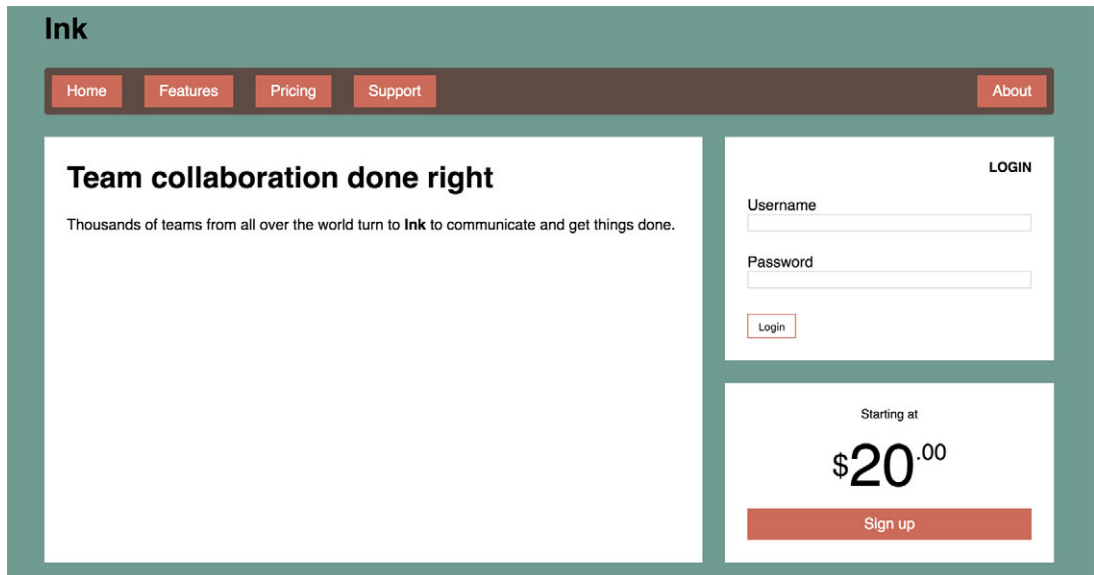 Ink
Home Features Pricing Support About
Team collaboration done right
Thousands of teams from all over the world turn to Ink to communicate and get things done.
LOGIN
Username
Password
Login
Starting at
$20.00
Sign up